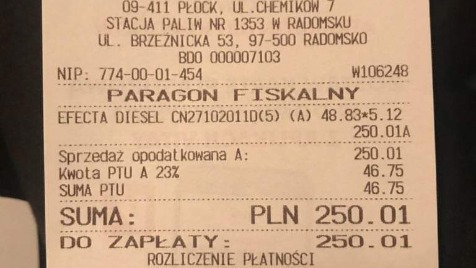 09-411 PŁOCK, UL.CHEMIKÓW 7
STACJA PALIW NR 1353 W RADOMSKU
UL. BRZEŹNICKA 53, 97-500 RADOMSKO
BDO 000007103
NIP: 774-00-01-454 W106248
PARAGON FISKALNY
EFECTA DIESEL CN27102011D(5) (A) 48.83*5.12
250.01A
Sprzedaż opodatkowana A: 250.01
Kwota PTU A 23% 46.75
SUMA PTU 46.75
SUMA: PLN 250.01
DO ZAPŁATY: 250.01
ROZLICZENIE PŁATNOŚCI